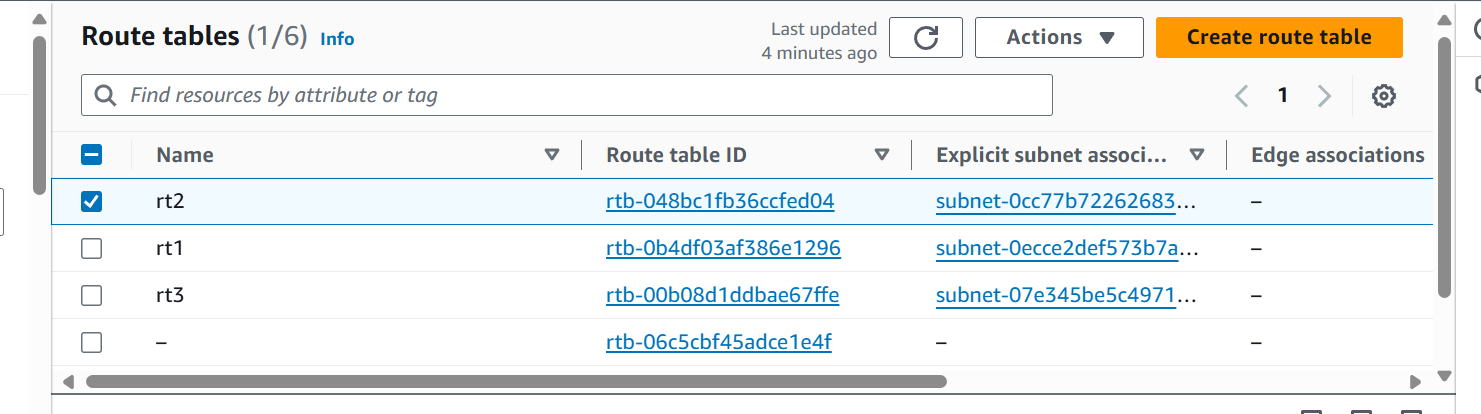 Route tables (1/6) Info
Last updated
4 minutes ago
Actions
Create route table
Find resources by attribute or tag
1
Name Route table ID Explicit subnet associ... Edge associations
rt2 rtb-048bc1fb36ccfed04 subnet-0cc77b72262683... –
rt1 rtb-0b4df03af386e1296 subnet-0ecce2def573b7a... –
rt3 rtb-00b08d1ddbae67ffe subnet-07e345be5c4971... –
– rtb-06c5cbf45adce1e4f – –